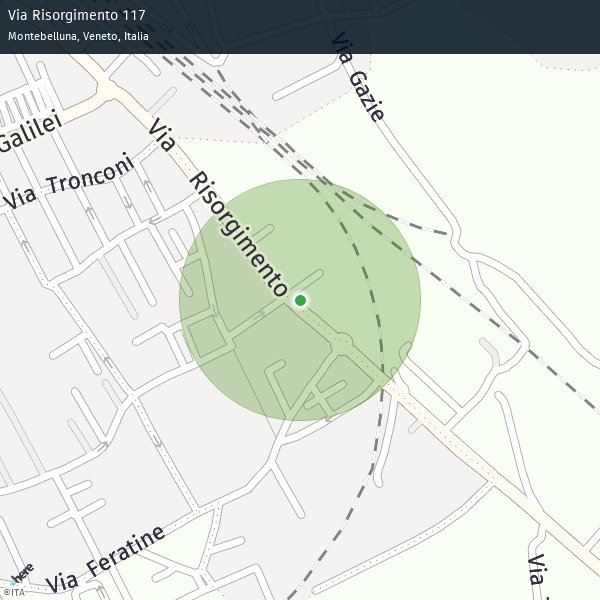 Via Risorgimento 117
Montebelluna, Veneto, Italia
Via Gazie
Galilei
Via
Via Tronconi
Risorgimento
Via Feratine
Via
here
©ITA